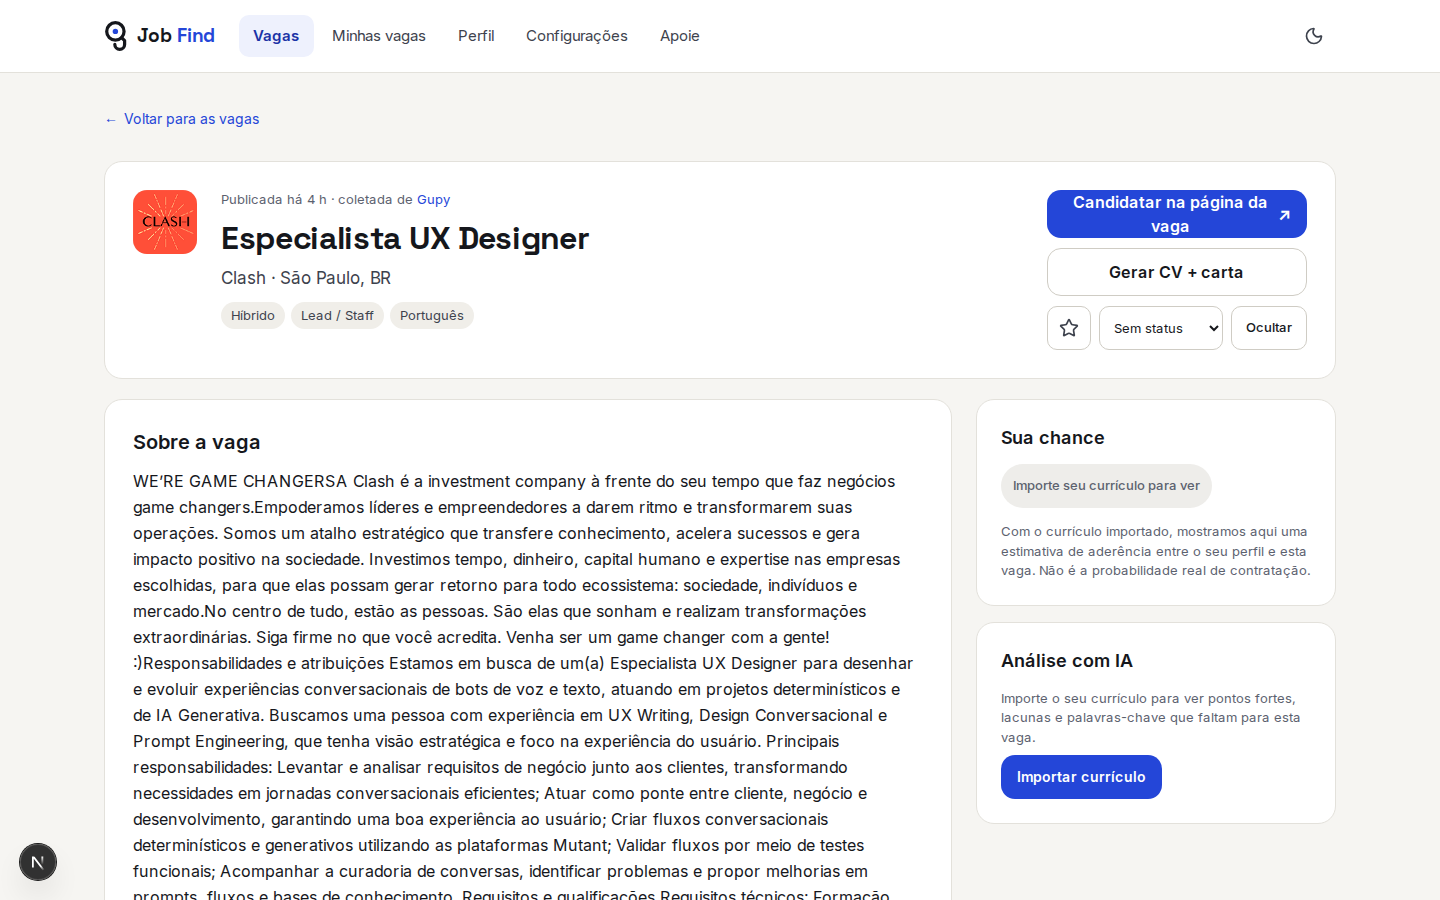 Job Find
Vagas
Minhas vagas
Perfil
Configurações
Apoie
← Voltar para as vagas
CLASH
Publicada há 4 h · coletada de Gupy
Especialista UX Designer
Clash · São Paulo, BR
Híbrido
Lead / Staff
Português
Candidatar na página da
vaga
Gerar CV + carta
Sem status
Ocultar
Sobre a vaga
WE’RE GAME CHANGERSA Clash é a investment company à frente do seu tempo que faz negócios
game changers.Empoderamos líderes e empreendedores a darem ritmo e transformarem suas
operações. Somos um atalho estratégico que transfere conhecimento, acelera sucessos e gera
impacto positivo na sociedade. Investimos tempo, dinheiro, capital humano e expertise nas empresas
escolhidas, para que elas possam gerar retorno para todo ecossistema: sociedade, indivíduos e
mercado.No centro de tudo, estão as pessoas. São elas que sonham e realizam transformações
extraordinárias. Siga firme no que você acredita. Venha ser um game changer com a gente!
:)Responsabilidades e atribuições Estamos em busca de um(a) Especialista UX Designer para desenhar
e evoluir experiências conversacionais de bots de voz e texto, atuando em projetos determinísticos e
de IA Generativa. Buscamos uma pessoa com experiência em UX Writing, Design Conversacional e
Prompt Engineering, que tenha visão estratégica e foco na experiência do usuário. Principais
responsabilidades: Levantar e analisar requisitos de negócio junto aos clientes, transformando
necessidades em jornadas conversacionais eficientes; Atuar como ponte entre cliente, negócio e
desenvolvimento, garantindo uma boa experiência ao usuário; Criar fluxos conversacionais
determinísticos e generativos utilizando as plataformas Mutant; Validar fluxos por meio de testes
funcionais; Acompanhar a curadoria de conversas, identificar problemas e propor melhorias em
prompts, fluxos e bases de conhecimento. Requisitos e qualificações Requisitos técnicos: Formação
Sua chance
Importe seu currículo para ver
Com o currículo importado, mostramos aqui uma
estimativa de aderência entre o seu perfil e esta
vaga. Não é a probabilidade real de contratação.
Análise com IA
Importe o seu currículo para ver pontos fortes,
lacunas e palavras-chave que faltam para esta
vaga.
Importar currículo
N